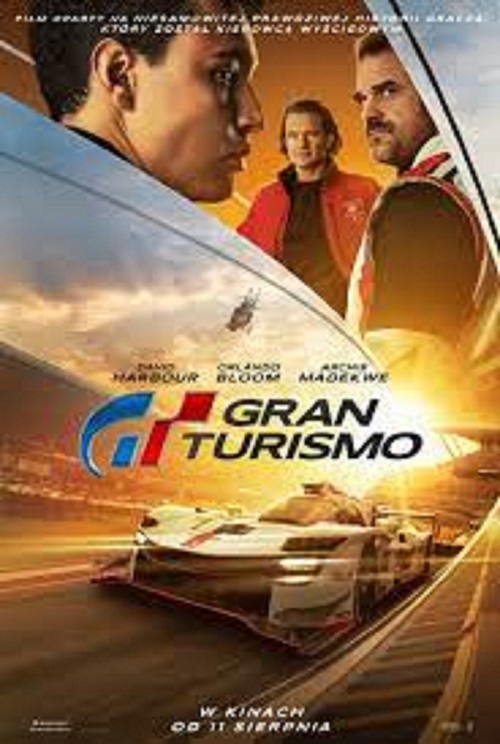 FILM OPARTY NA NIESAMOWITEJ PRAWDZIWEJ HISTORII GRACZA,
KTÓRY ZOSTAŁ KIEROWCĄ WYŚCIGOWYM
DAVID HARBOUR ORLANDO BLOOM ARCHIE MADEKWE
GRAN
TURISMO
W KINACH
OD 11 SIERPNIA